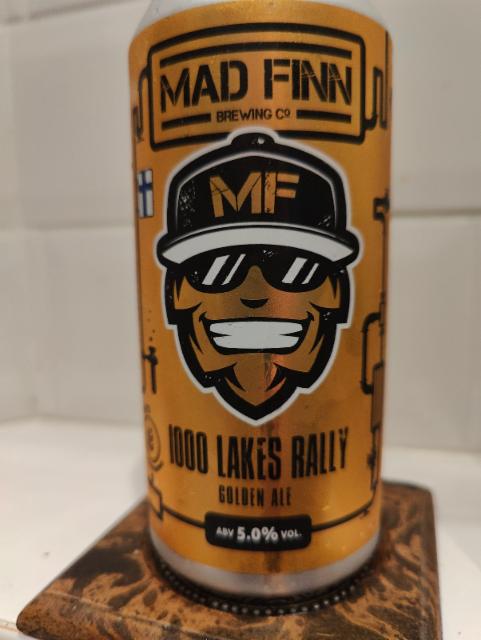 MAD FINN
BREWING Cº
MF
1000 LAKES RALLY
GOLDEN ALE
ABV 5.0% VOL.